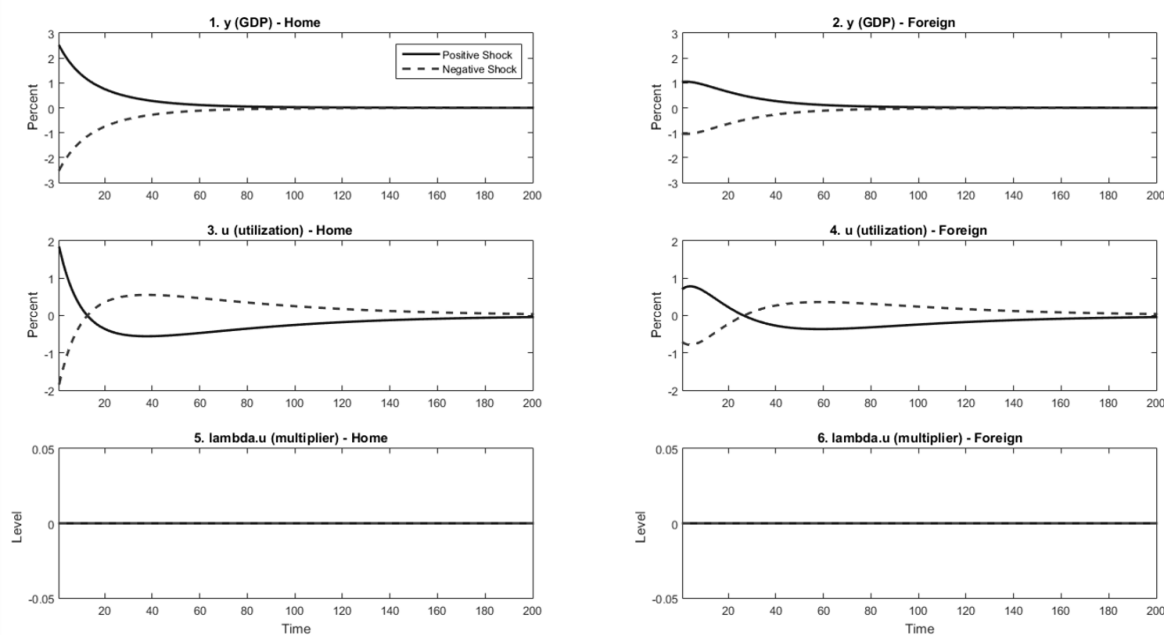 1. y (GDP) - Home
3
2
1
0
-1
-2
-3
Percent
Positive Shock
Negative Shock
20 40 60 80 100 120 140 160 180 200
2. y (GDP) - Foreign
3
2
1
0
-1
-2
-3
Percent
20 40 60 80 100 120 140 160 180 200
3. u (utilization) - Home
2
1
0
-1
-2
Percent
20 40 60 80 100 120 140 160 180 200
4. u (utilization) - Foreign
2
1
0
-1
-2
Percent
20 40 60 80 100 120 140 160 180 200
5. lambda.u (multiplier) - Home
0.05
0
-0.05
Level
20 40 60 80 100 120 140 160 180 200
Time
6. lambda.u (multiplier) - Foreign
0.05
0
-0.05
Level
20 40 60 80 100 120 140 160 180 200
Time